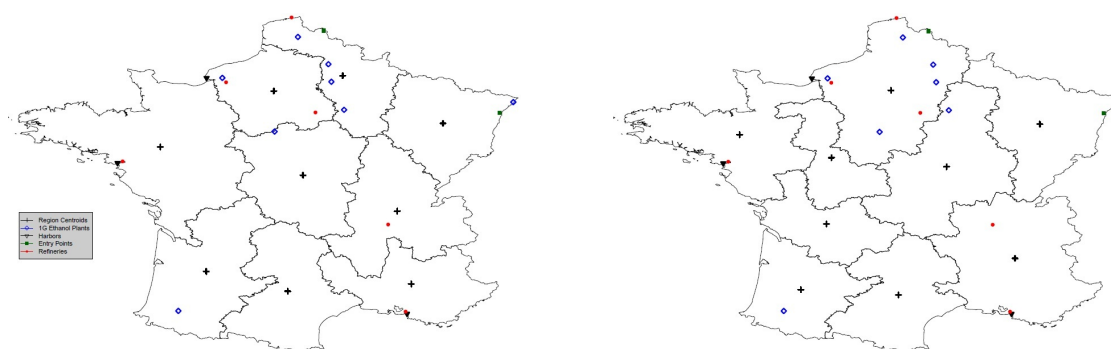 Region Centroids
1G Ethanol Plants
Harbors
Entry Points
Refineries